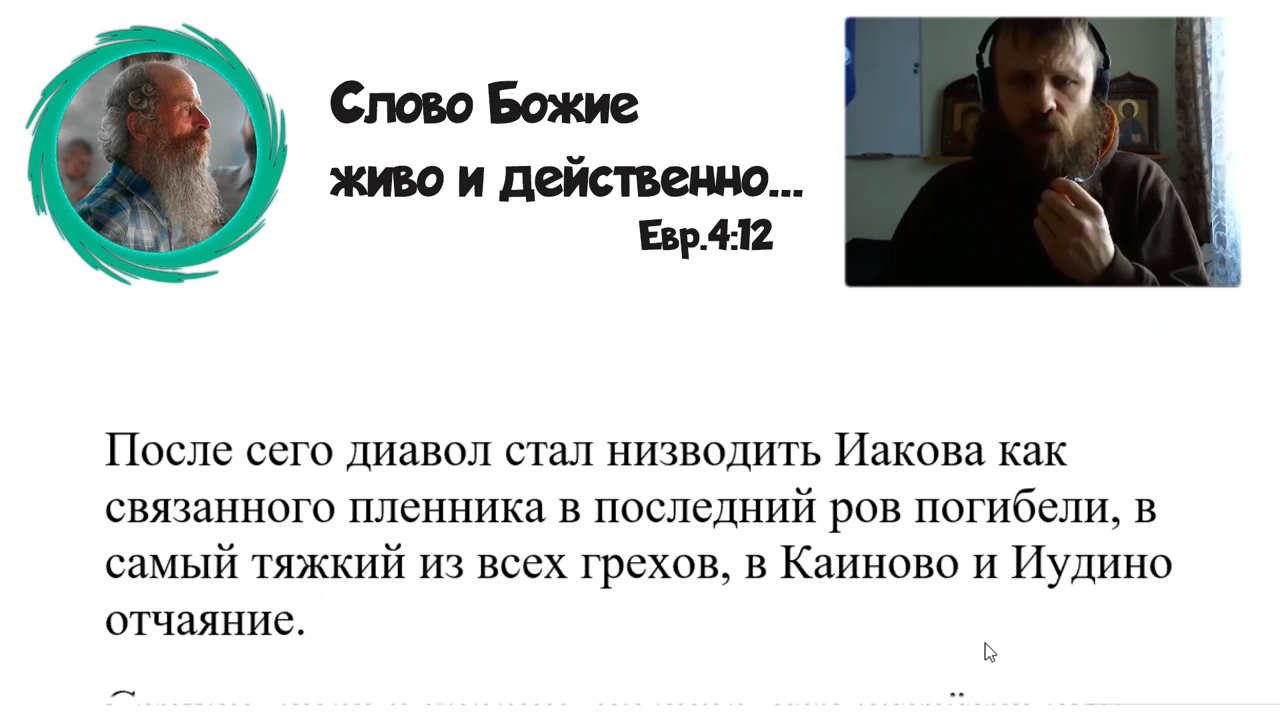 Слово Божие
живо и действенно...
Евр.4:12
После сего диавол стал низводить Иакова как
связанного пленника в последний ров погибели, в
самый тяжкий из всех грехов, в Каиново и Иудино
отчаяние.